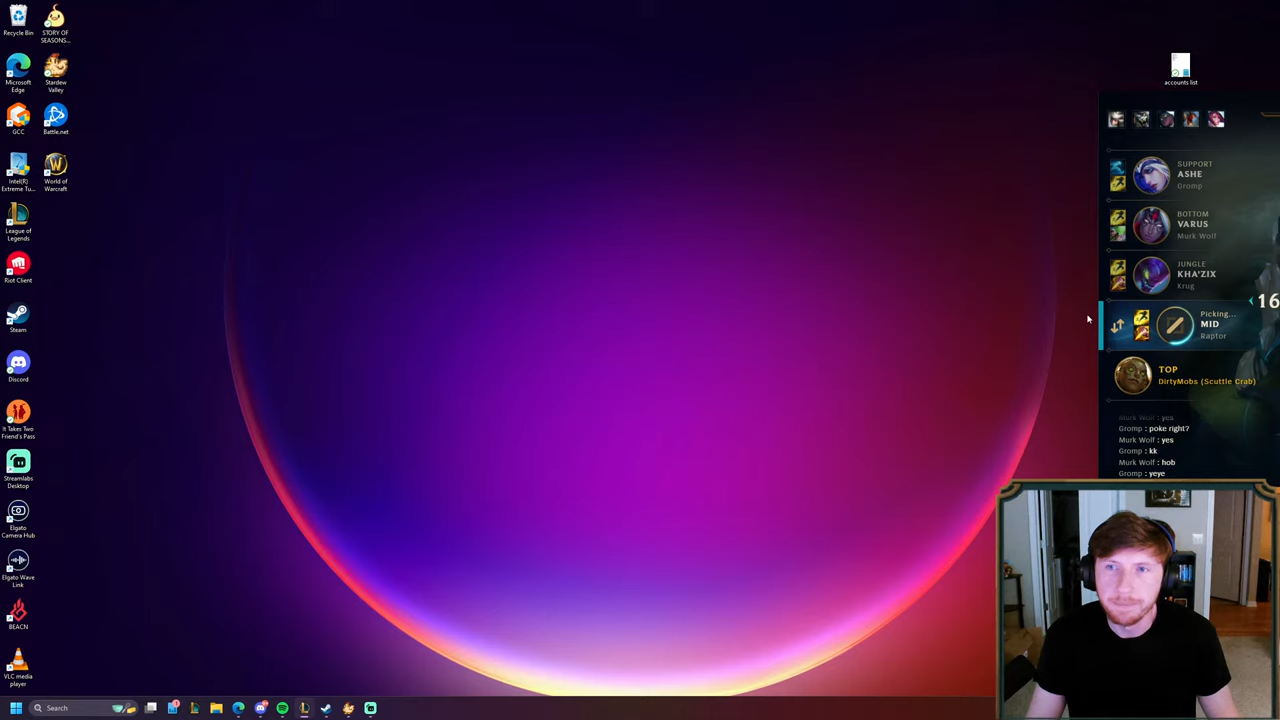 Recycle Bin
STORY OF
SEASONS...
Microsoft
Edge
Stardew
Valley
GCC
Battle.net
Intel(R)
Extreme Tu...
World of
Warcraft
League of
Legends
Riot Client
Steam
Discord
It Takes Two
Friend's Pass
Streamlabs
Desktop
Elgato
Camera Hub
Elgato Wave
Link
BEACN
VLC media
player
accounts list
SUPPORT
ASHE
Gromp
BOTTOM
VARUS
Murk Wolf
JUNGLE
KHA'ZIX
Krug
16
Picking...
MID
Raptor
TOP
DirtyMobs (Scuttle Crab)
Murk Wolf : yes
Gromp : poke right?
Murk Wolf : yes
Gromp : kk
Murk Wolf : hob
Gromp : yeye
Search